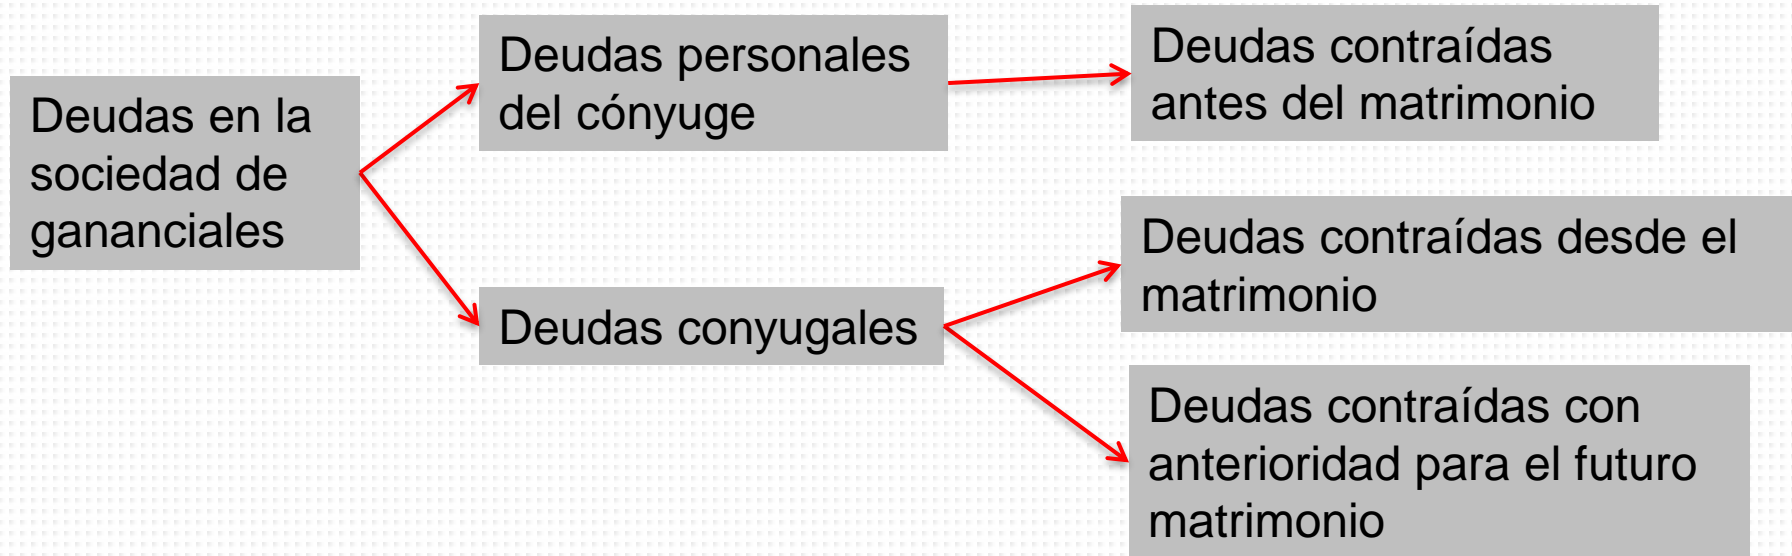 Deudas en la
sociedad de
gananciales
Deudas personales
del cónyuge
Deudas contraídas
antes del matrimonio
Deudas conyugales
Deudas contraídas desde el
matrimonio
Deudas contraídas con
anterioridad para el futuro
matrimonio